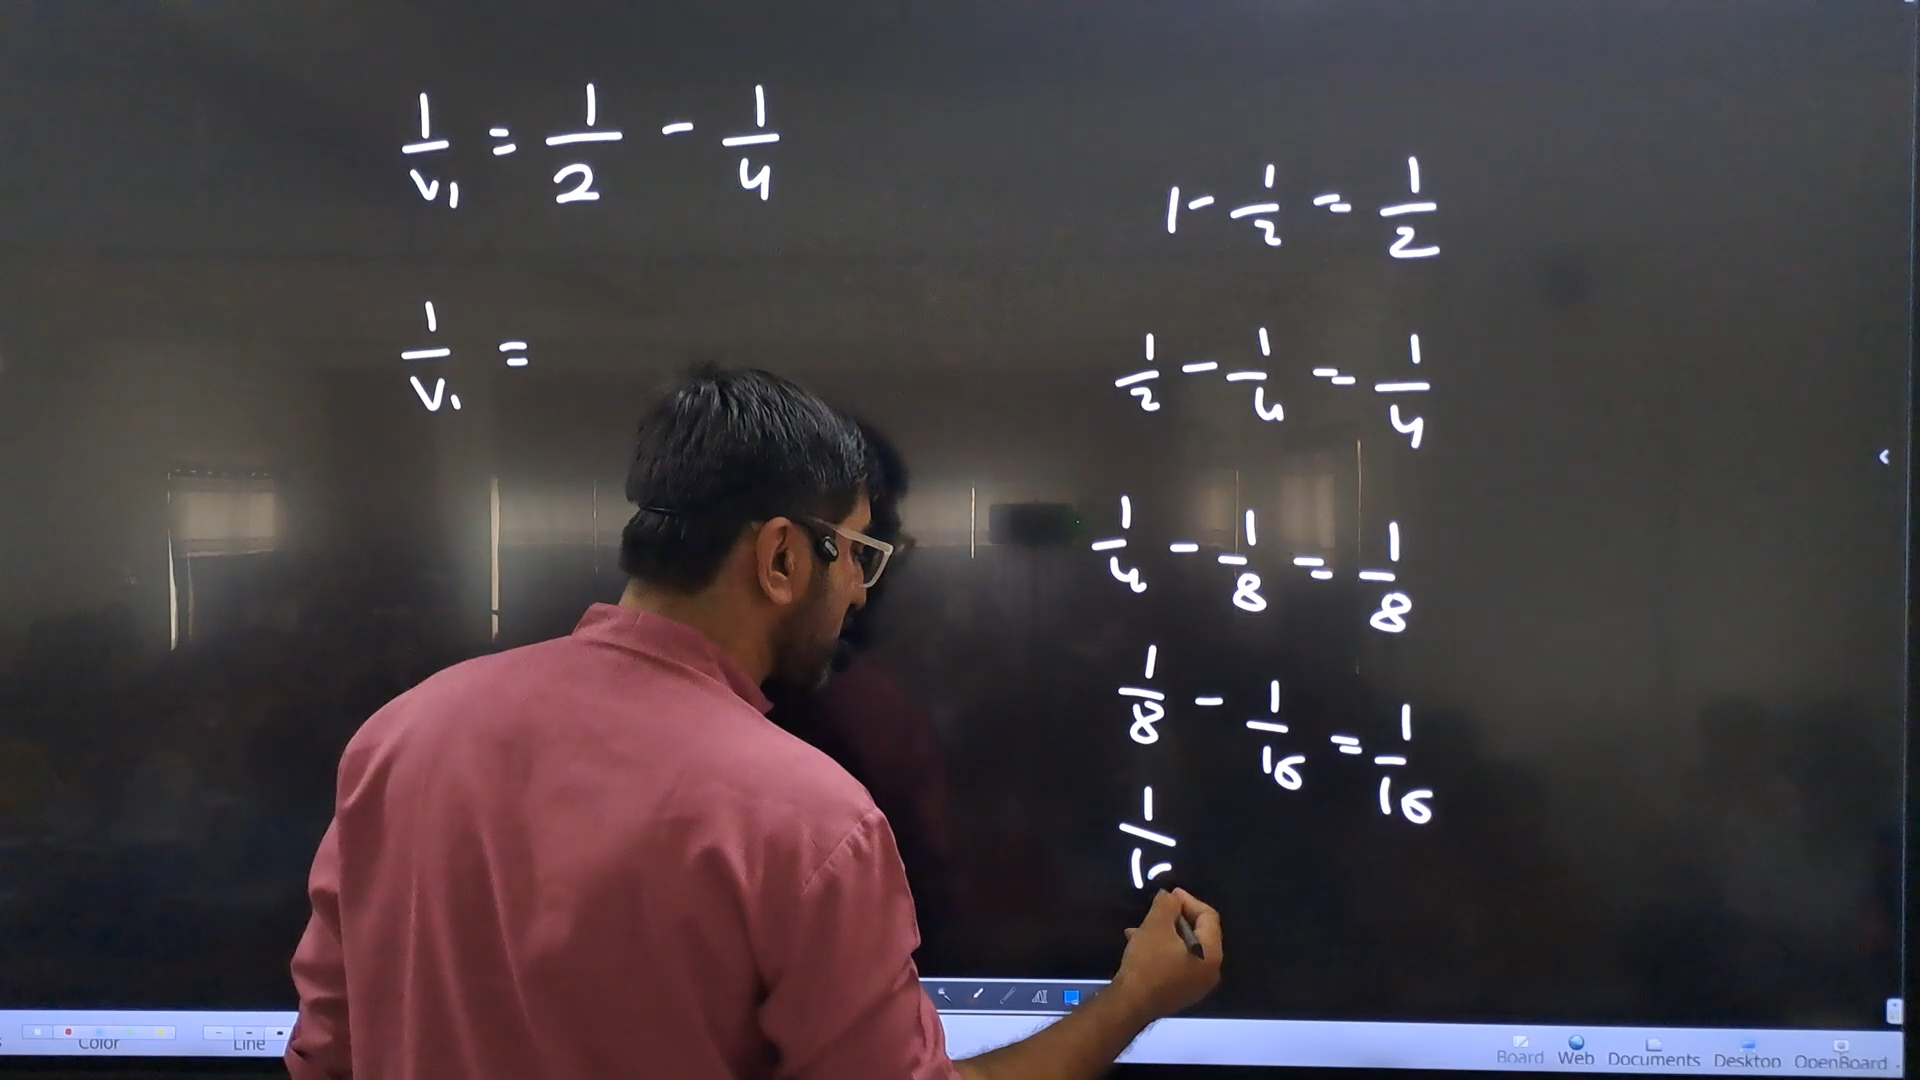 1/v₁ = 1/2 - 1/4
1/v₁ =
1 - 1/2 = 1/2
1/2 - 1/4 = 1/4
1/4 - 1/8 = 1/8
1/8 - 1/16 = 1/16
Color Line Board Web Documents Desktop OpenBoard